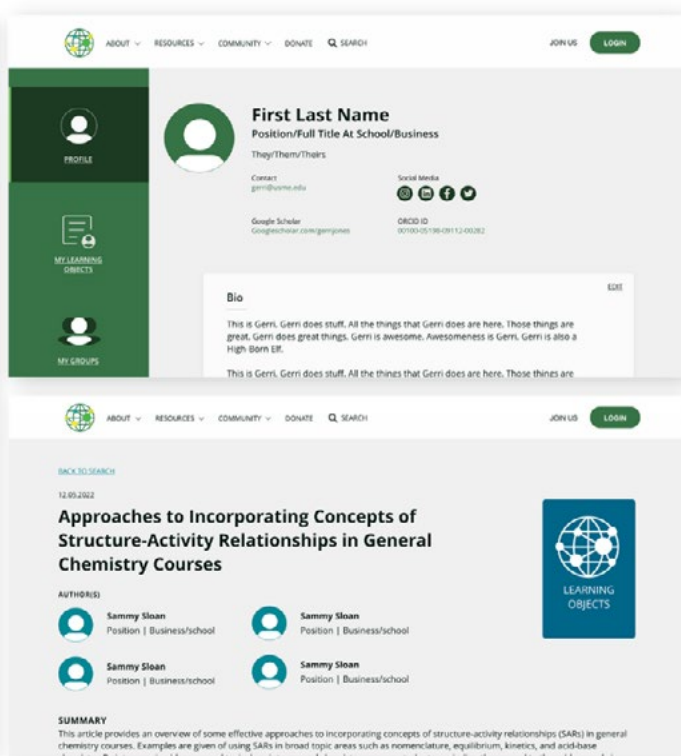 ABOUT RESOURCES COMMUNITY DONATE SEARCH JOIN US LOGIN
PROFILE
MY LEARNING
OBJECTS
MY GROUPS
First Last Name
Position/Full Title At School/Business
They/Them/Theirs
Contact Social Media
gerri@usme.edu
Google Scholar ORCID ID
Googlescholar.com/gerrijones
EDIT
Bio
This is Gerri. Gerri does stuff. All the things that Gerri does are here. Those things are
great. Gerri does great things. Gerri is awesome. Awesomeness is Gerri. Gerri is also a
High Born Elf.
This is Gerri. Gerri does stuff. All the things that Gerri does are here. Those things are
ABOUT RESOURCES COMMUNITY DONATE SEARCH JOIN US LOGIN
BACK TO SEARCH
12.05.2022
Approaches to Incorporating Concepts of
Structure-Activity Relationships in General
Chemistry Courses
LEARNING
OBJECTS
AUTHOR(S)
Sammy Sloan Sammy Sloan
Position | Business/school Position | Business/school
Sammy Sloan Sammy Sloan
Position | Business/school Position | Business/school
SUMMARY
This article provides an overview of some effective approaches to incorporating concepts of structure-activity relationships (SARs) in general
chemistry courses. Examples are given of using SARs in broad topic areas such as nomenclature, equilibrium, kinetics, and acid-base